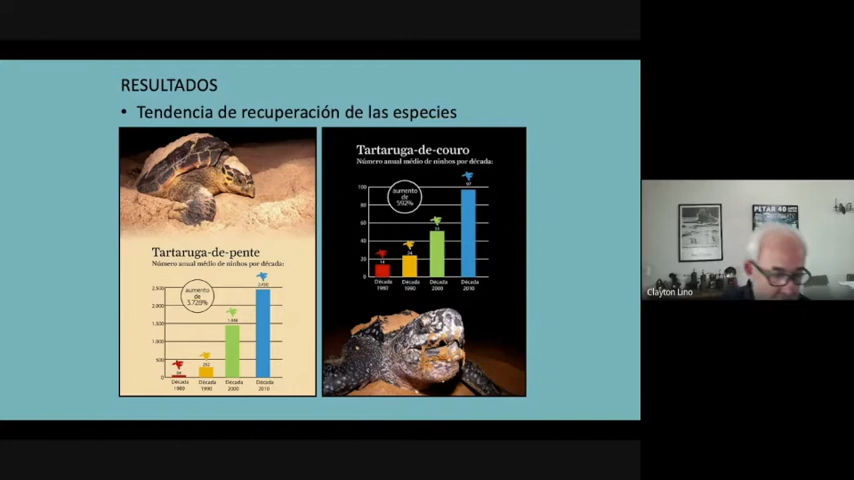 RESULTADOS
• Tendencia de recuperación de las especies
Tartaruga-de-pente
Número anual médio de ninhos por década:
aumento
de
3.728%
2.500
2.000
1.500
1.000
500
0
292
Década
1980
Década
1990
Década
2000
Década
2010
Tartaruga-de-couro
Número anual médio de ninhos por década:
aumento
de
592%
100
80
60
40
20
0
14
24
97
Década
1980
Década
1990
Década
2000
Década
2010
PETAR 40
Clayton Lino